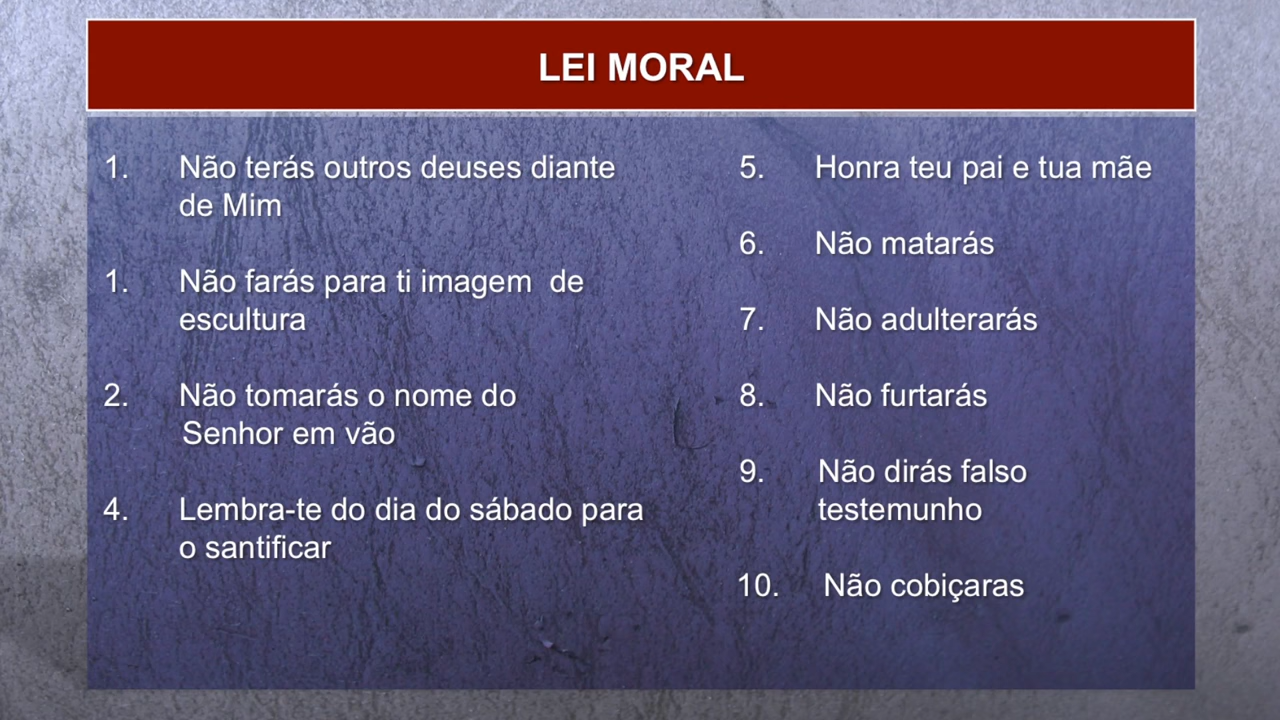 LEI MORAL
1. Não terás outros deuses diante
de Mim
1. Não farás para ti imagem  de
escultura
2. Não tomarás o nome do
Senhor em vão
4. Lembra-te do dia do sábado para
o santificar
5. Honra teu pai e tua mãe
6. Não matarás
7. Não adulterarás
8. Não furtarás
9. Não dirás falso
testemunho
10. Não cobiçaras